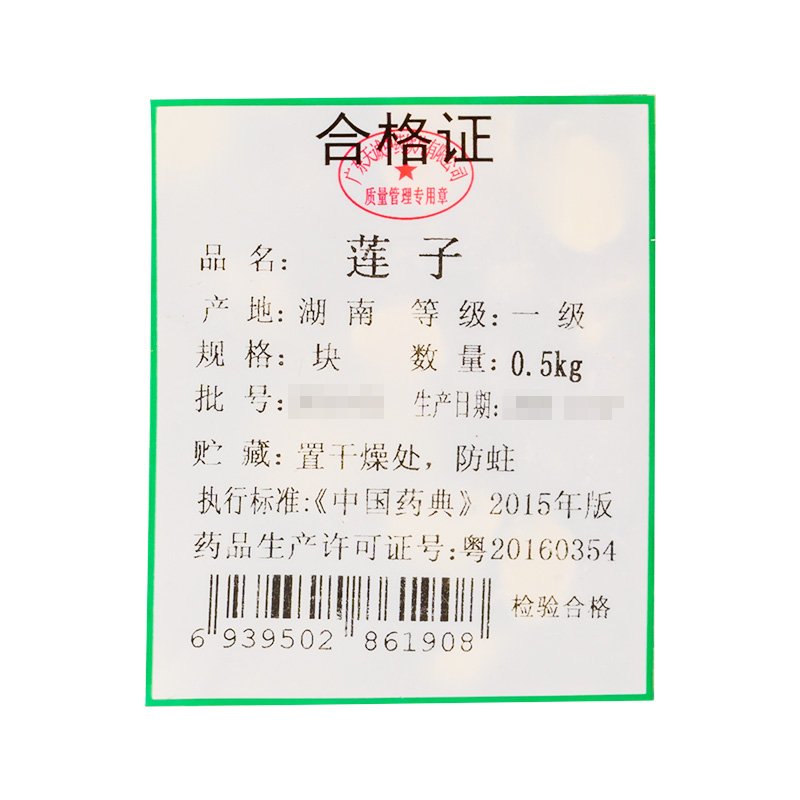 合格证
质量管理专用章
品名: 莲子
产地: 湖南 等级: 一级
规格: 块 数量: 0.5kg
批号: 生产日期:
贮藏: 置干燥处, 防蛀
执行标准:《中国药典》2015年版
药品生产许可证号:粤20160354
检验合格
6 939502 861908